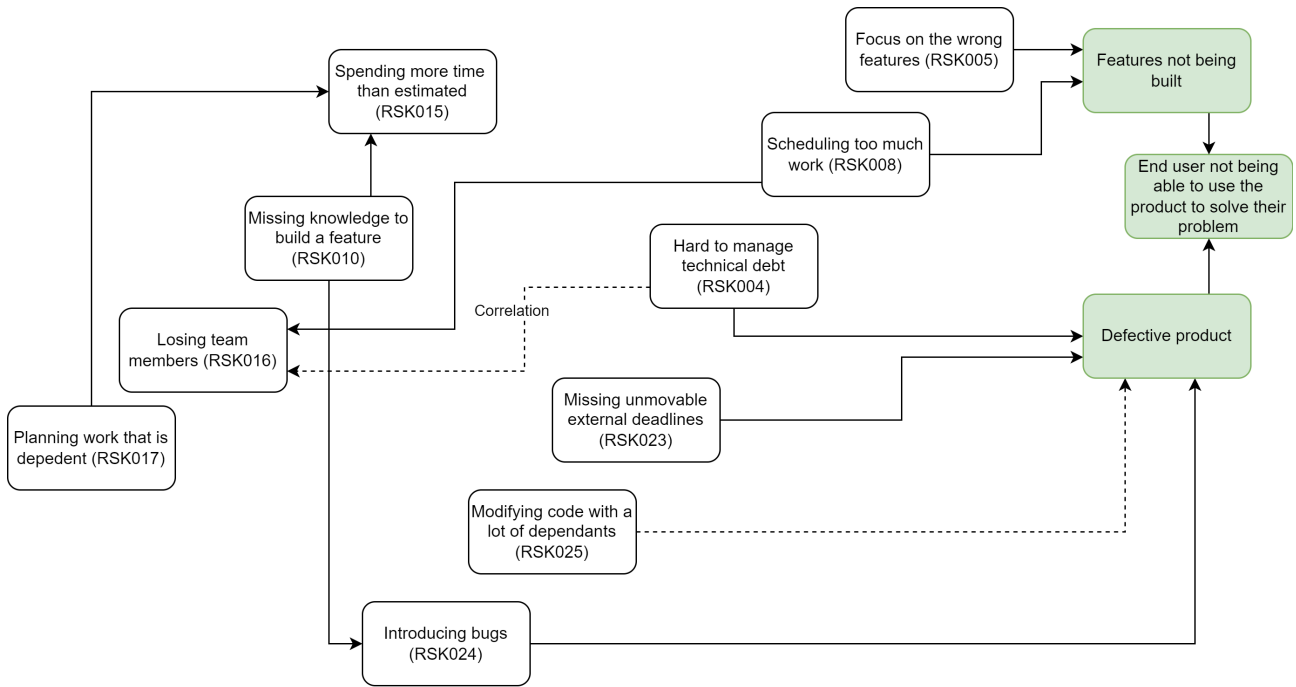 Focus on the wrong
features (RSK005)
Features not being
built
Spending more time
than estimated
(RSK015)
Scheduling too much
work (RSK008)
End user not being
able to use the
product to solve their
problem
Missing knowledge to
build a feature
(RSK010)
Hard to manage
technical debt
(RSK004)
Correlation
Losing team
members (RSK016)
Defective product
Missing unmovable
external deadlines
(RSK023)
Planning work that is
depedent (RSK017)
Modifying code with a
lot of dependants
(RSK025)
Introducing bugs
(RSK024)